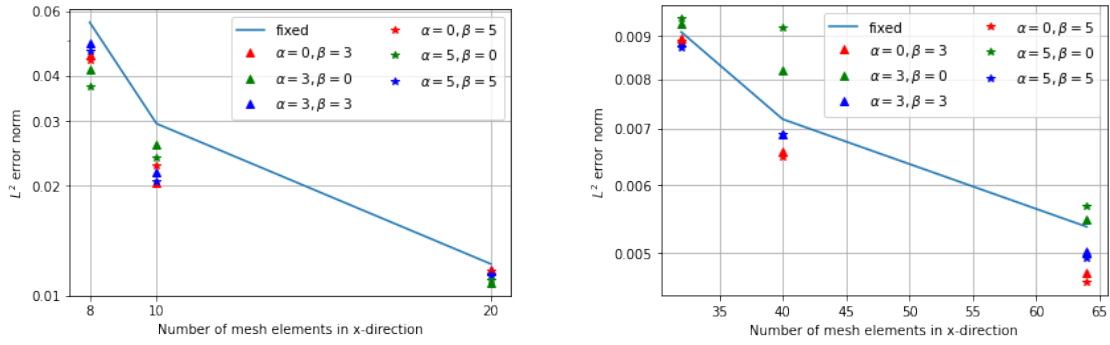 0.06
0.04
0.03
0.02
0.01
L² error norm
fixed
α=0,β=3
α=3,β=0
α=3,β=3
α=0,β=5
α=5,β=0
α=5,β=5
8
10
20
Number of mesh elements in x-direction
0.009
0.008
0.007
0.006
0.005
L² error norm
fixed
α=0,β=3
α=3,β=0
α=3,β=3
α=0,β=5
α=5,β=0
α=5,β=5
35
40
45
50
55
60
65
Number of mesh elements in x-direction